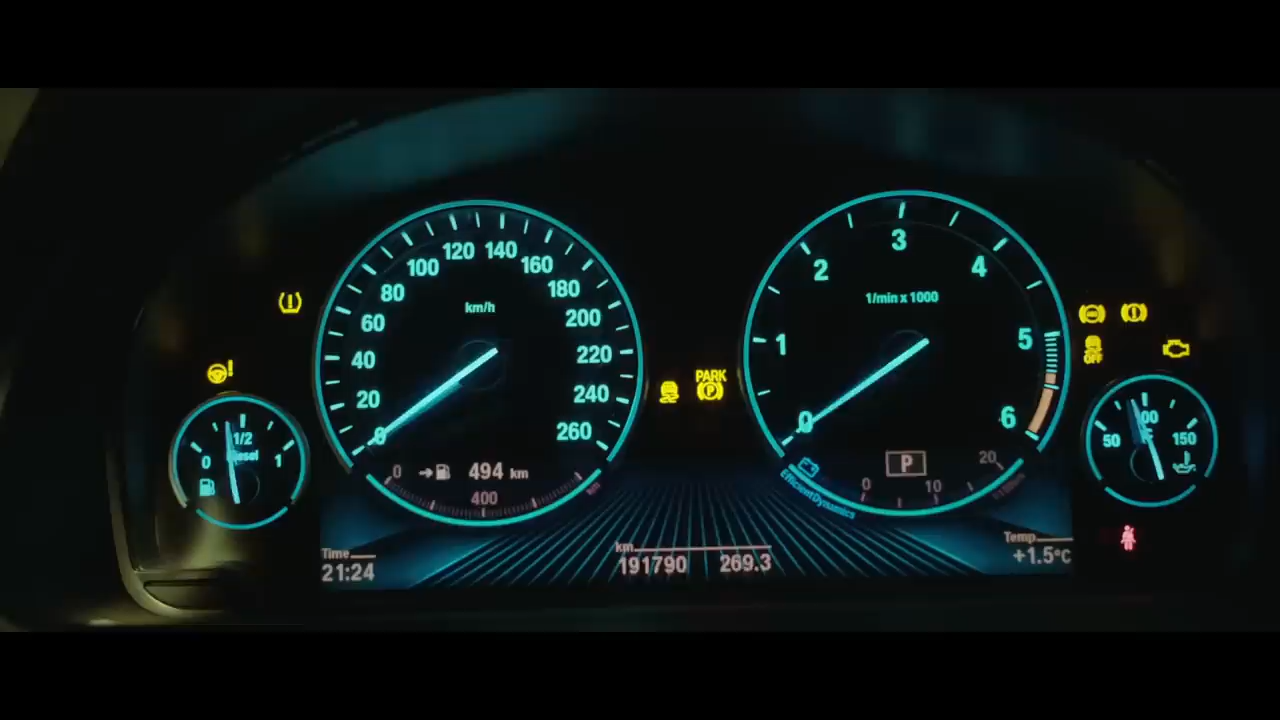 120 140
100 160
80 180
60 km/h 200
40 220
20 240
0 260
0 494 km
400
km
3
2 4
1/min x 1000
1 5
0 6
P
0 10 20
EfficientDynamics
PARK
P
OFF
1/2
Diesel
0 1
50 150
Time
21:24
km
191790 269.3
Temp
+1.5°C